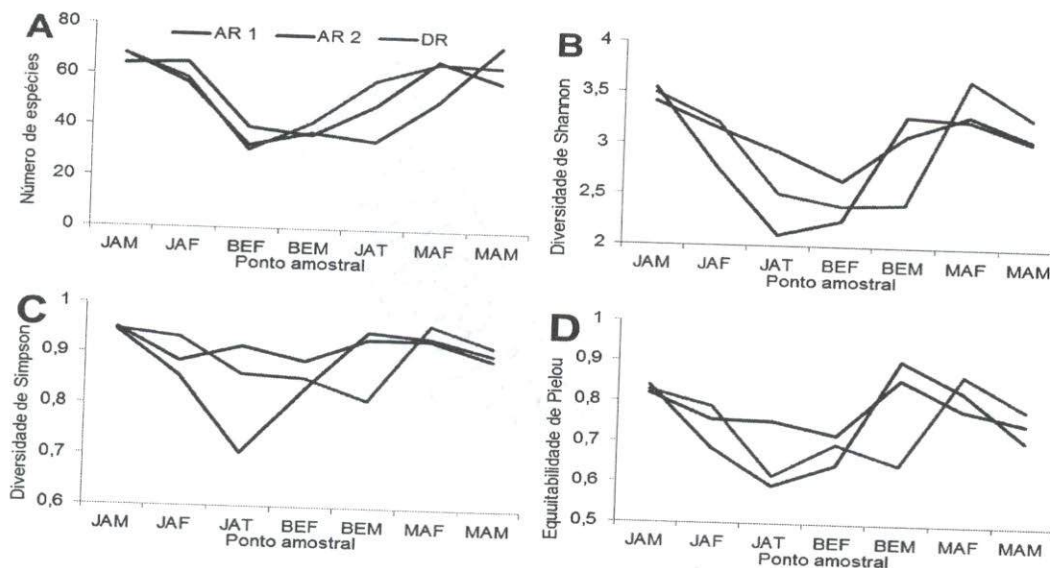 A
AR 1 AR 2 DR
Número de espécies
80
60
40
20
0
JAM JAF BEF BEM JAT MAF MAM
Ponto amostral
B
Diversidade de Shannon
4
3,5
3
2,5
2
JAM JAF JAT BEF BEM MAF MAM
Ponto amostral
C
Diversidade de Simpson
1
0,9
0,8
0,7
0,6
JAM JAF JAT BEF BEM MAF MAM
Ponto amostral
D
Equuitabilidade de Pielou
1
0,9
0,8
0,7
0,6
0,5
JAM JAF JAT BEF BEM MAF MAM
Ponto amostral